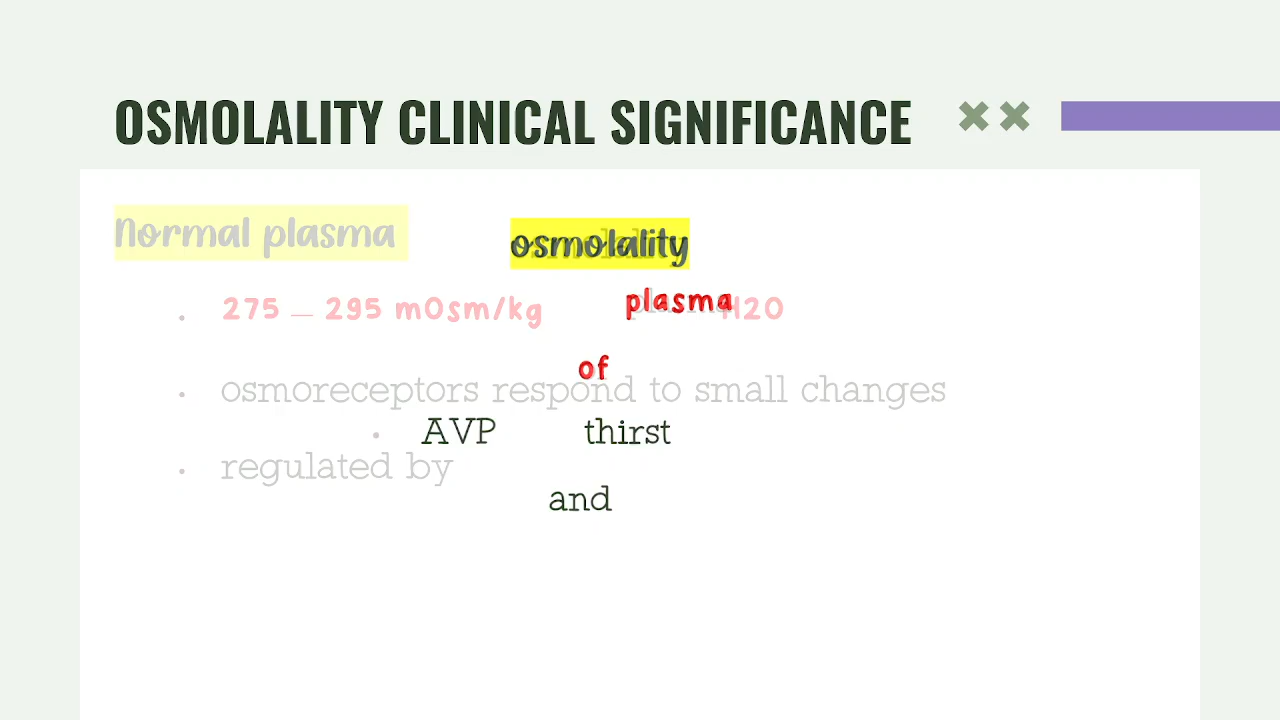 OSMOLALITY CLINICAL SIGNIFICANCE
Normal plasma osmolality
275 – 295 mOsm/kg plasma H2O
of
osmoreceptors respond to small changes
AVP thirst
regulated by
and